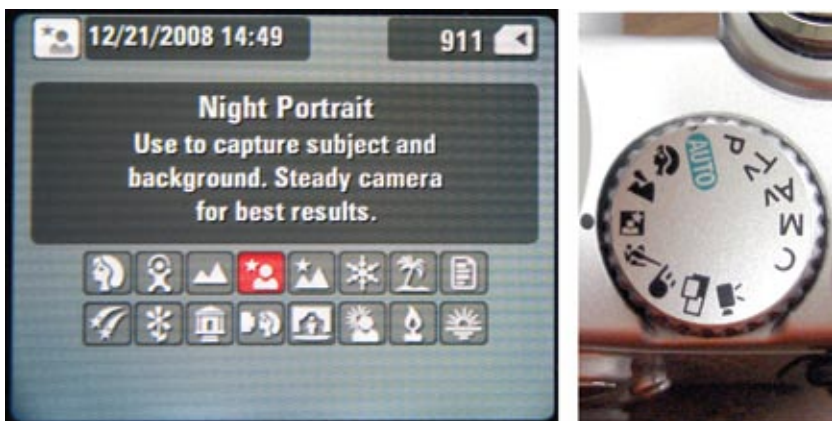 12/21/2008 14:49
911
Night Portrait
Use to capture subject and
background. Steady camera
for best results.
AUTO
P
Tv
Av
M
C